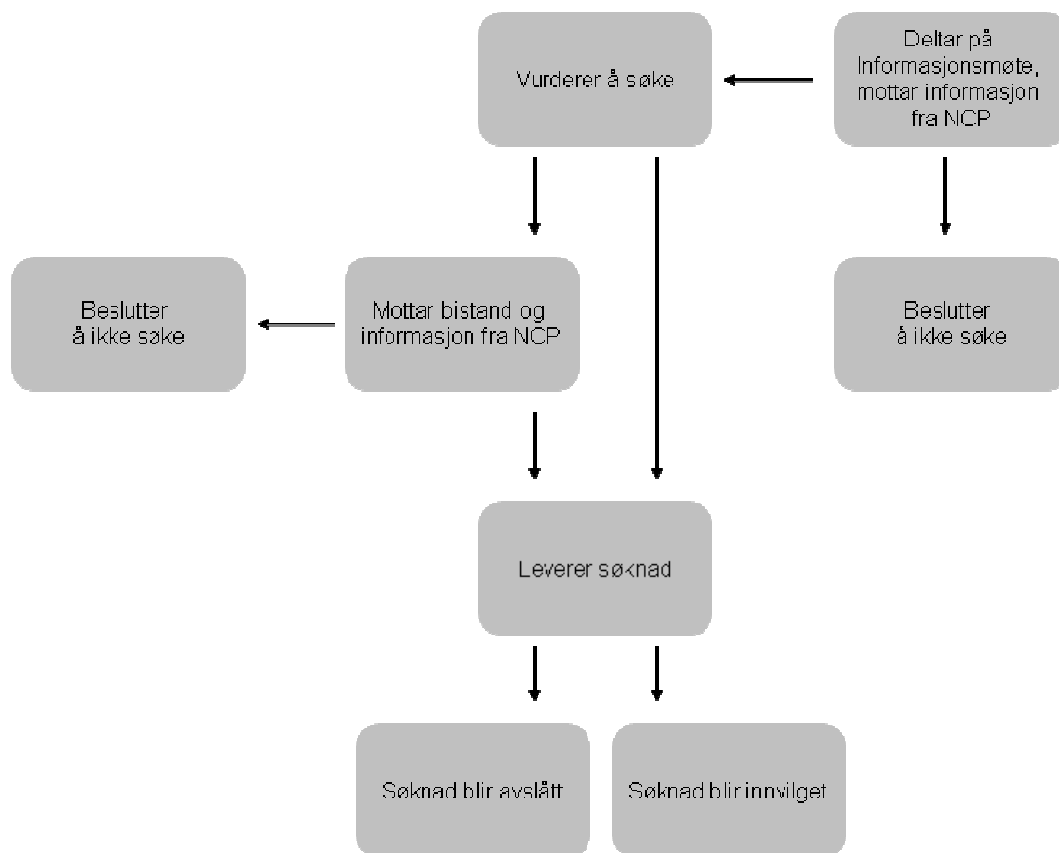 Vurderer å søke
Deltar på
Informasjonsmøte,
mottar informasjon
fra NCP
Beslutter
å ikke søke
Mottar bistand og
informasjon fra NCP
Beslutter
å ikke søke
Leverer søknad
Søknad blir avslått
Søknad blir innvilget